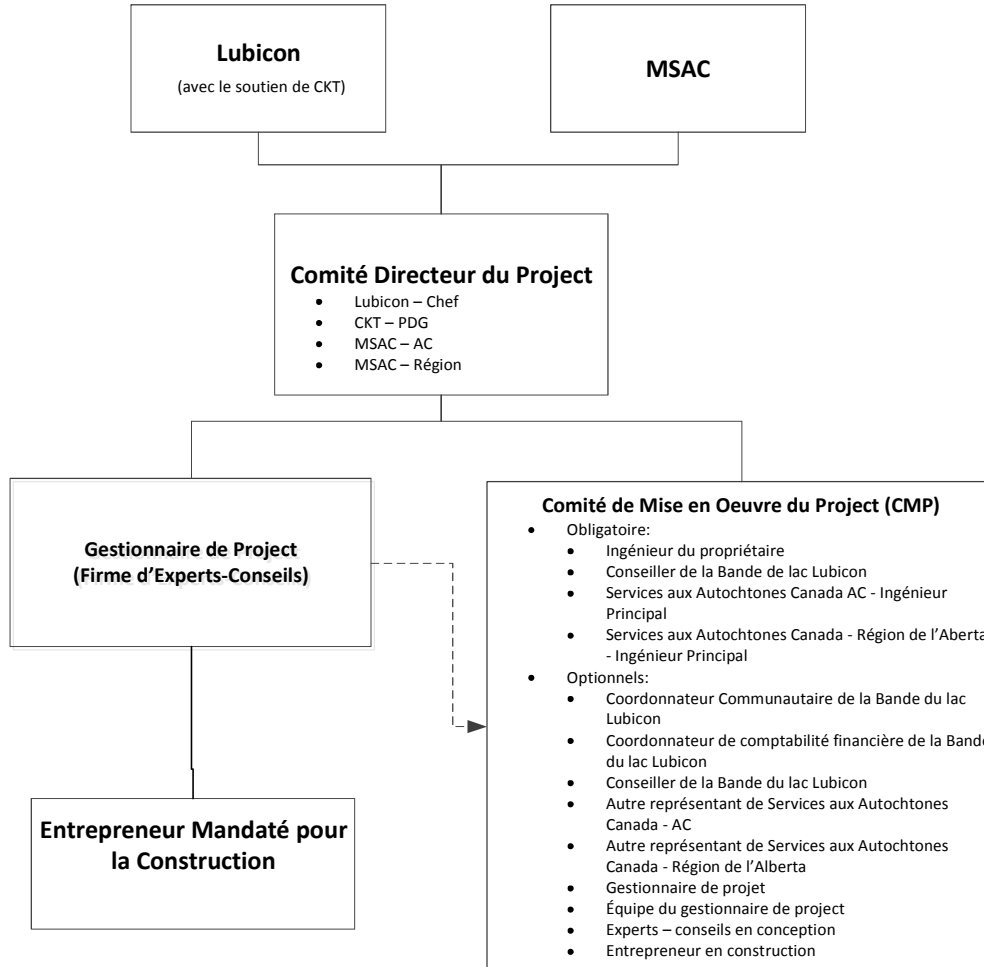 Lubicon
(avec le soutien de CKT)
MSAC
Comité Directeur du Project
• Lubicon – Chef
• CKT – PDG
• MSAC – AC
• MSAC – Région
Gestionnaire de Project
(Firme d’Experts-Conseils)
Entrepreneur Mandaté pour
la Construction
Comité de Mise en Oeuvre du Project (CMP)
• Obligatoire:
• Ingénieur du propriétaire
• Conseiller de la Bande de lac Lubicon
• Services aux Autochtones Canada AC - Ingénieur
Principal
• Services aux Autochtones Canada - Région de l’Aberta
- Ingénieur Principal
• Optionnels:
• Coordonnateur Communautaire de la Bande du lac
Lubicon
• Coordonnateur de comptabilité financière de la Bande
du lac Lubicon
• Conseiller de la Bande du lac Lubicon
• Autre représentant de Services aux Autochtones
Canada - AC
• Autre représentant de Services aux Autochtones
Canada - Région de l’Alberta
• Gestionnaire de projet
• Équipe du gestionnaire de project
• Experts – conseils en conception
• Entrepreneur en construction